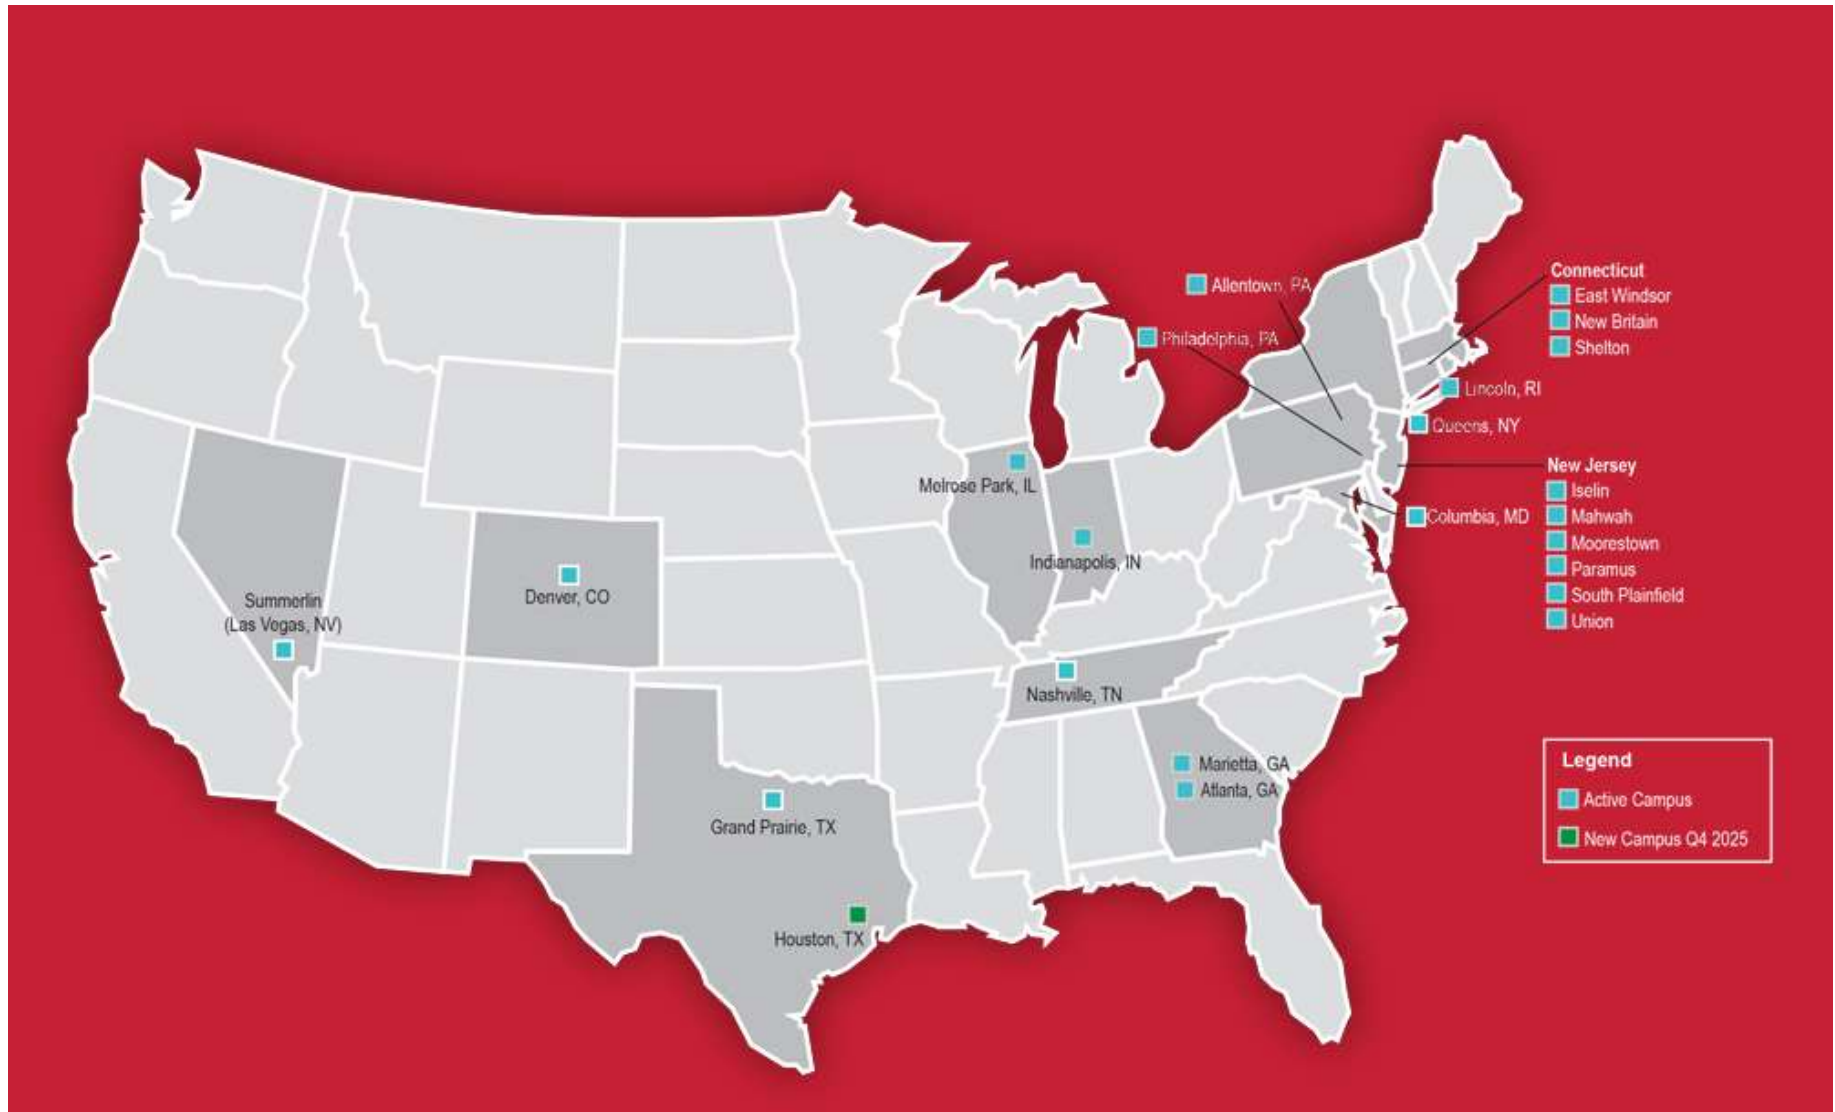 Allentown, PA
Philadelphia, PA
Connecticut
East Windsor
New Britain
Shelton
Lincoln, RI
Queens, NY
New Jersey
Iselin
Mahwah
Moorestown
Paramus
South Plainfield
Union
Columbia, MD
Melrose Park, IL
Indianapolis, IN
Denver, CO
Summerlin
(Las Vegas, NV)
Nashville, TN
Marietta, GA
Atlanta, GA
Grand Prairie, TX
Houston, TX
Legend
Active Campus
New Campus Q4 2025